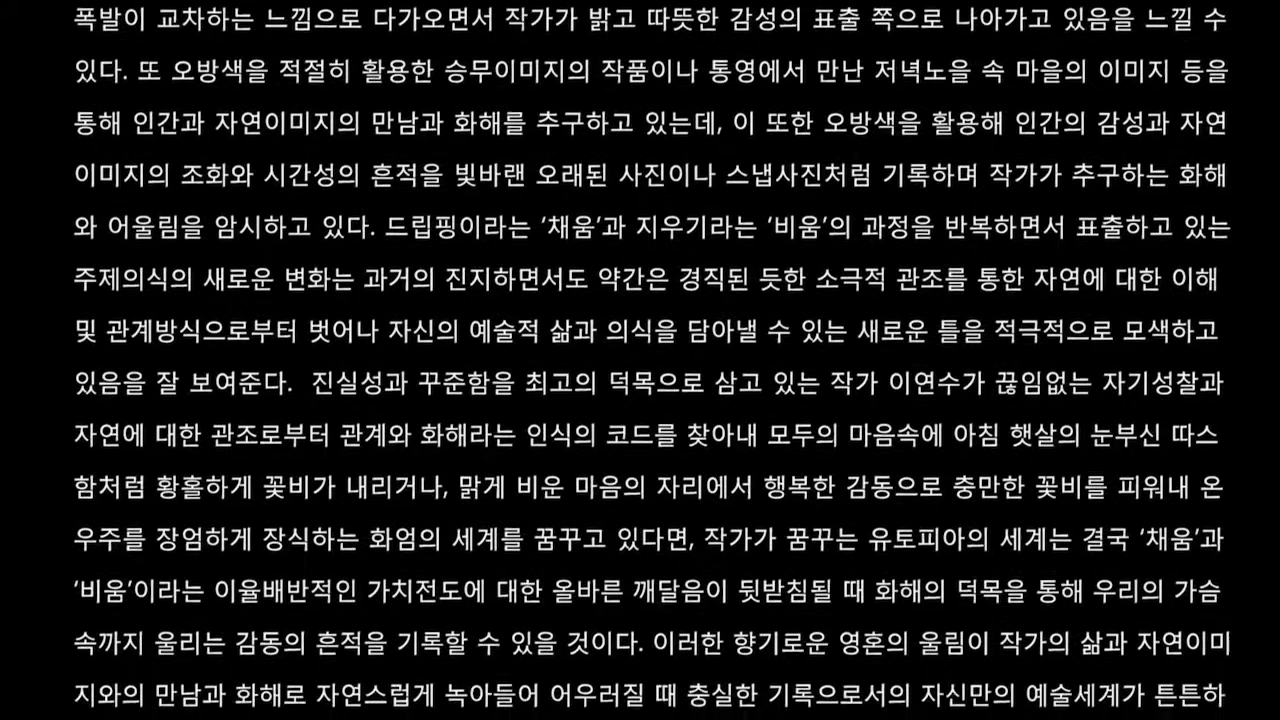 폭발이 교차하는 느낌으로 다가오면서 작가가 밝고 따뜻한 감성의 표출 쪽으로 나아가고 있음을 느낄 수
있다. 또 오방색을 적절히 활용한 승무이미지의 작품이나 통영에서 만난 저녁노을 속 마을의 이미지 등을
통해 인간과 자연이미지의 만남과 화해를 추구하고 있는데, 이 또한 오방색을 활용해 인간의 감성과 자연
이미지의 조화와 시간성의 흔적을 빛바랜 오래된 사진이나 스냅사진처럼 기록하며 작가가 추구하는 화해
와 어울림을 암시하고 있다. 드립핑이라는 ‘채움’과 지우기라는 ‘비움’의 과정을 반복하면서 표출하고 있는
주제의식의 새로운 변화는 과거의 진지하면서도 약간은 경직된 듯한 소극적 관조를 통한 자연에 대한 이해
및 관계방식으로부터 벗어나 자신의 예술적 삶과 의식을 담아낼 수 있는 새로운 틀을 적극적으로 모색하고
있음을 잘 보여준다.  진실성과 꾸준함을 최고의 덕목으로 삼고 있는 작가 이연수가 끊임없는 자기성찰과
자연에 대한 관조로부터 관계와 화해라는 인식의 코드를 찾아내 모두의 마음속에 아침 햇살의 눈부신 따스
함처럼 황홀하게 꽃비가 내리거나, 맑게 비운 마음의 자리에서 행복한 감동으로 충만한 꽃비를 피워내 온
우주를 장엄하게 장식하는 화엄의 세계를 꿈꾸고 있다면, 작가가 꿈꾸는 유토피아의 세계는 결국 ‘채움’과
‘비움’이라는 이율배반적인 가치전도에 대한 올바른 깨달음이 뒷받침될 때 화해의 덕목을 통해 우리의 가슴
속까지 울리는 감동의 흔적을 기록할 수 있을 것이다. 이러한 향기로운 영혼의 울림이 작가의 삶과 자연이미
지와의 만남과 화해로 자연스럽게 녹아들어 어우러질 때 충실한 기록으로서의 자신만의 예술세계가 튼튼하